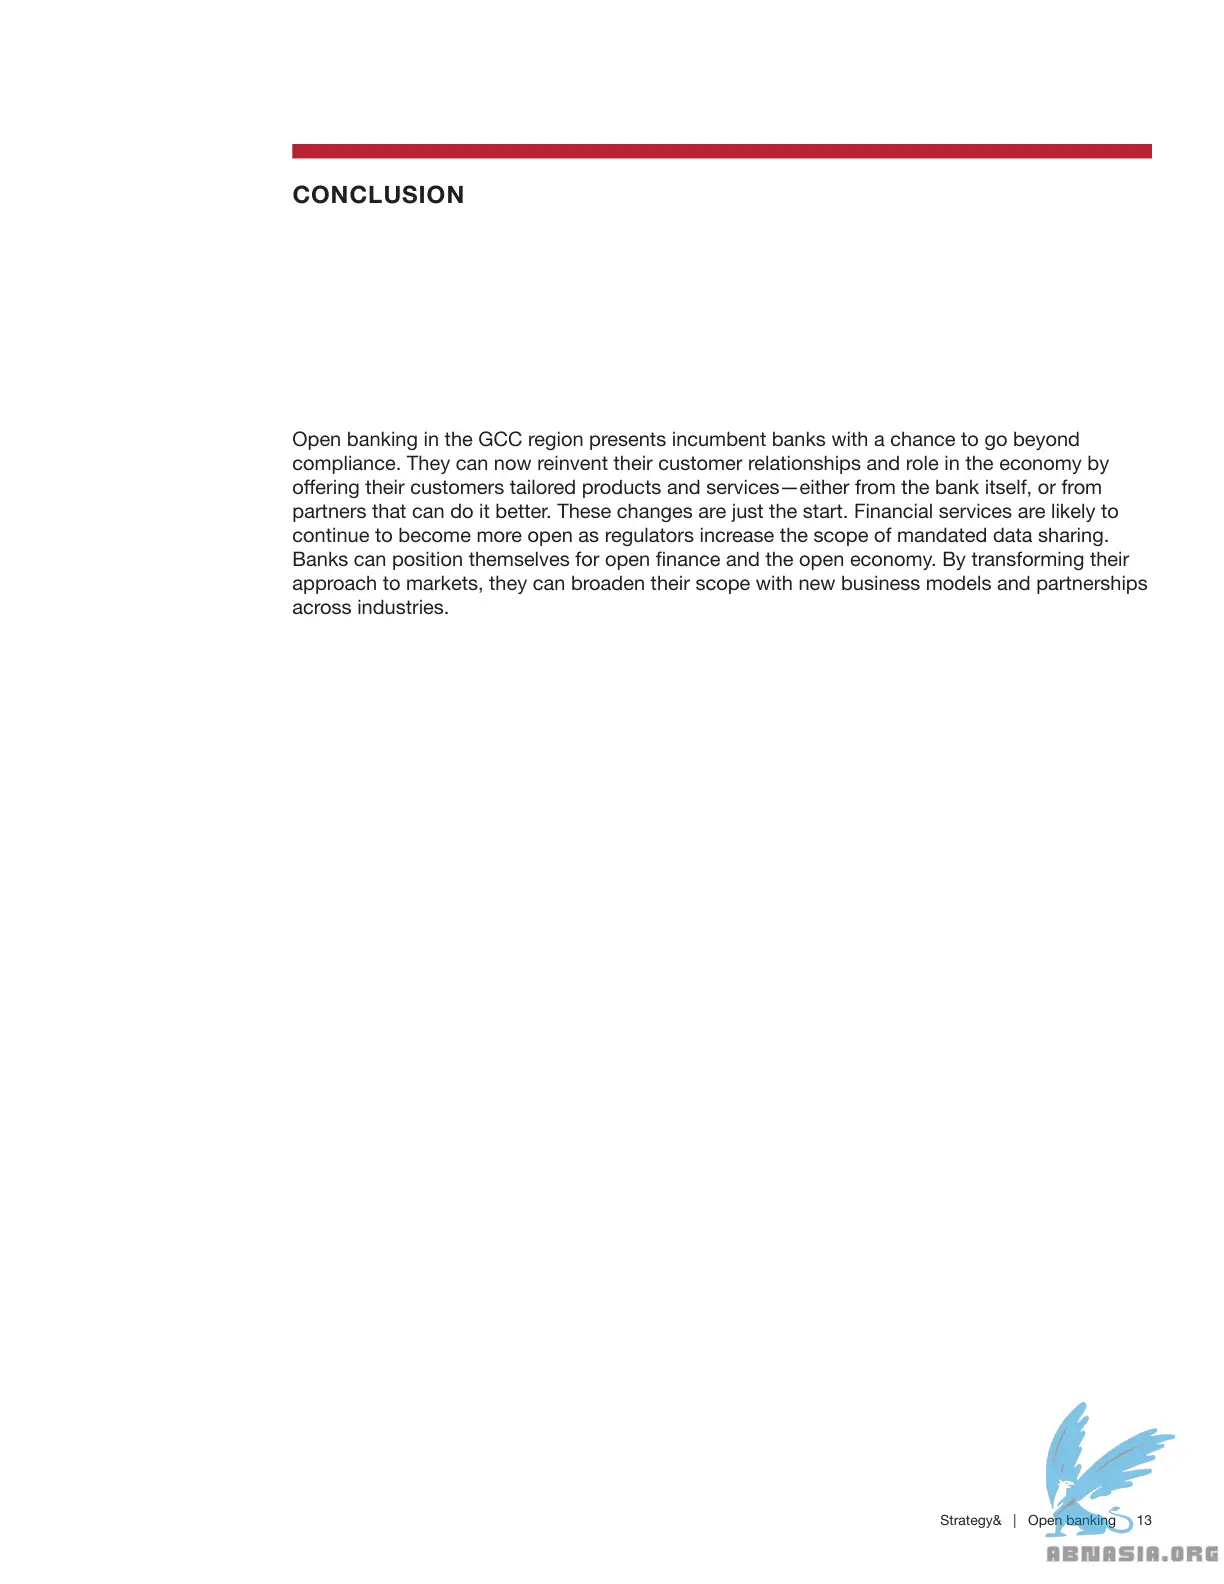 CONCLUSION
Open banking in the GCC region presents incumbent banks with a chance to go beyond
compliance. They can now reinvent their customer relationships and role in the economy by
offering their customers tailored products and services—either from the bank itself, or from
partners that can do it better. These changes are just the start. Financial services are likely to
continue to become more open as regulators increase the scope of mandated data sharing.
Banks can position themselves for open finance and the open economy. By transforming their
approach to markets, they can broaden their scope with new business models and partnerships
across industries.
Strategy& | Open banking 13
ABNASIA.ORG